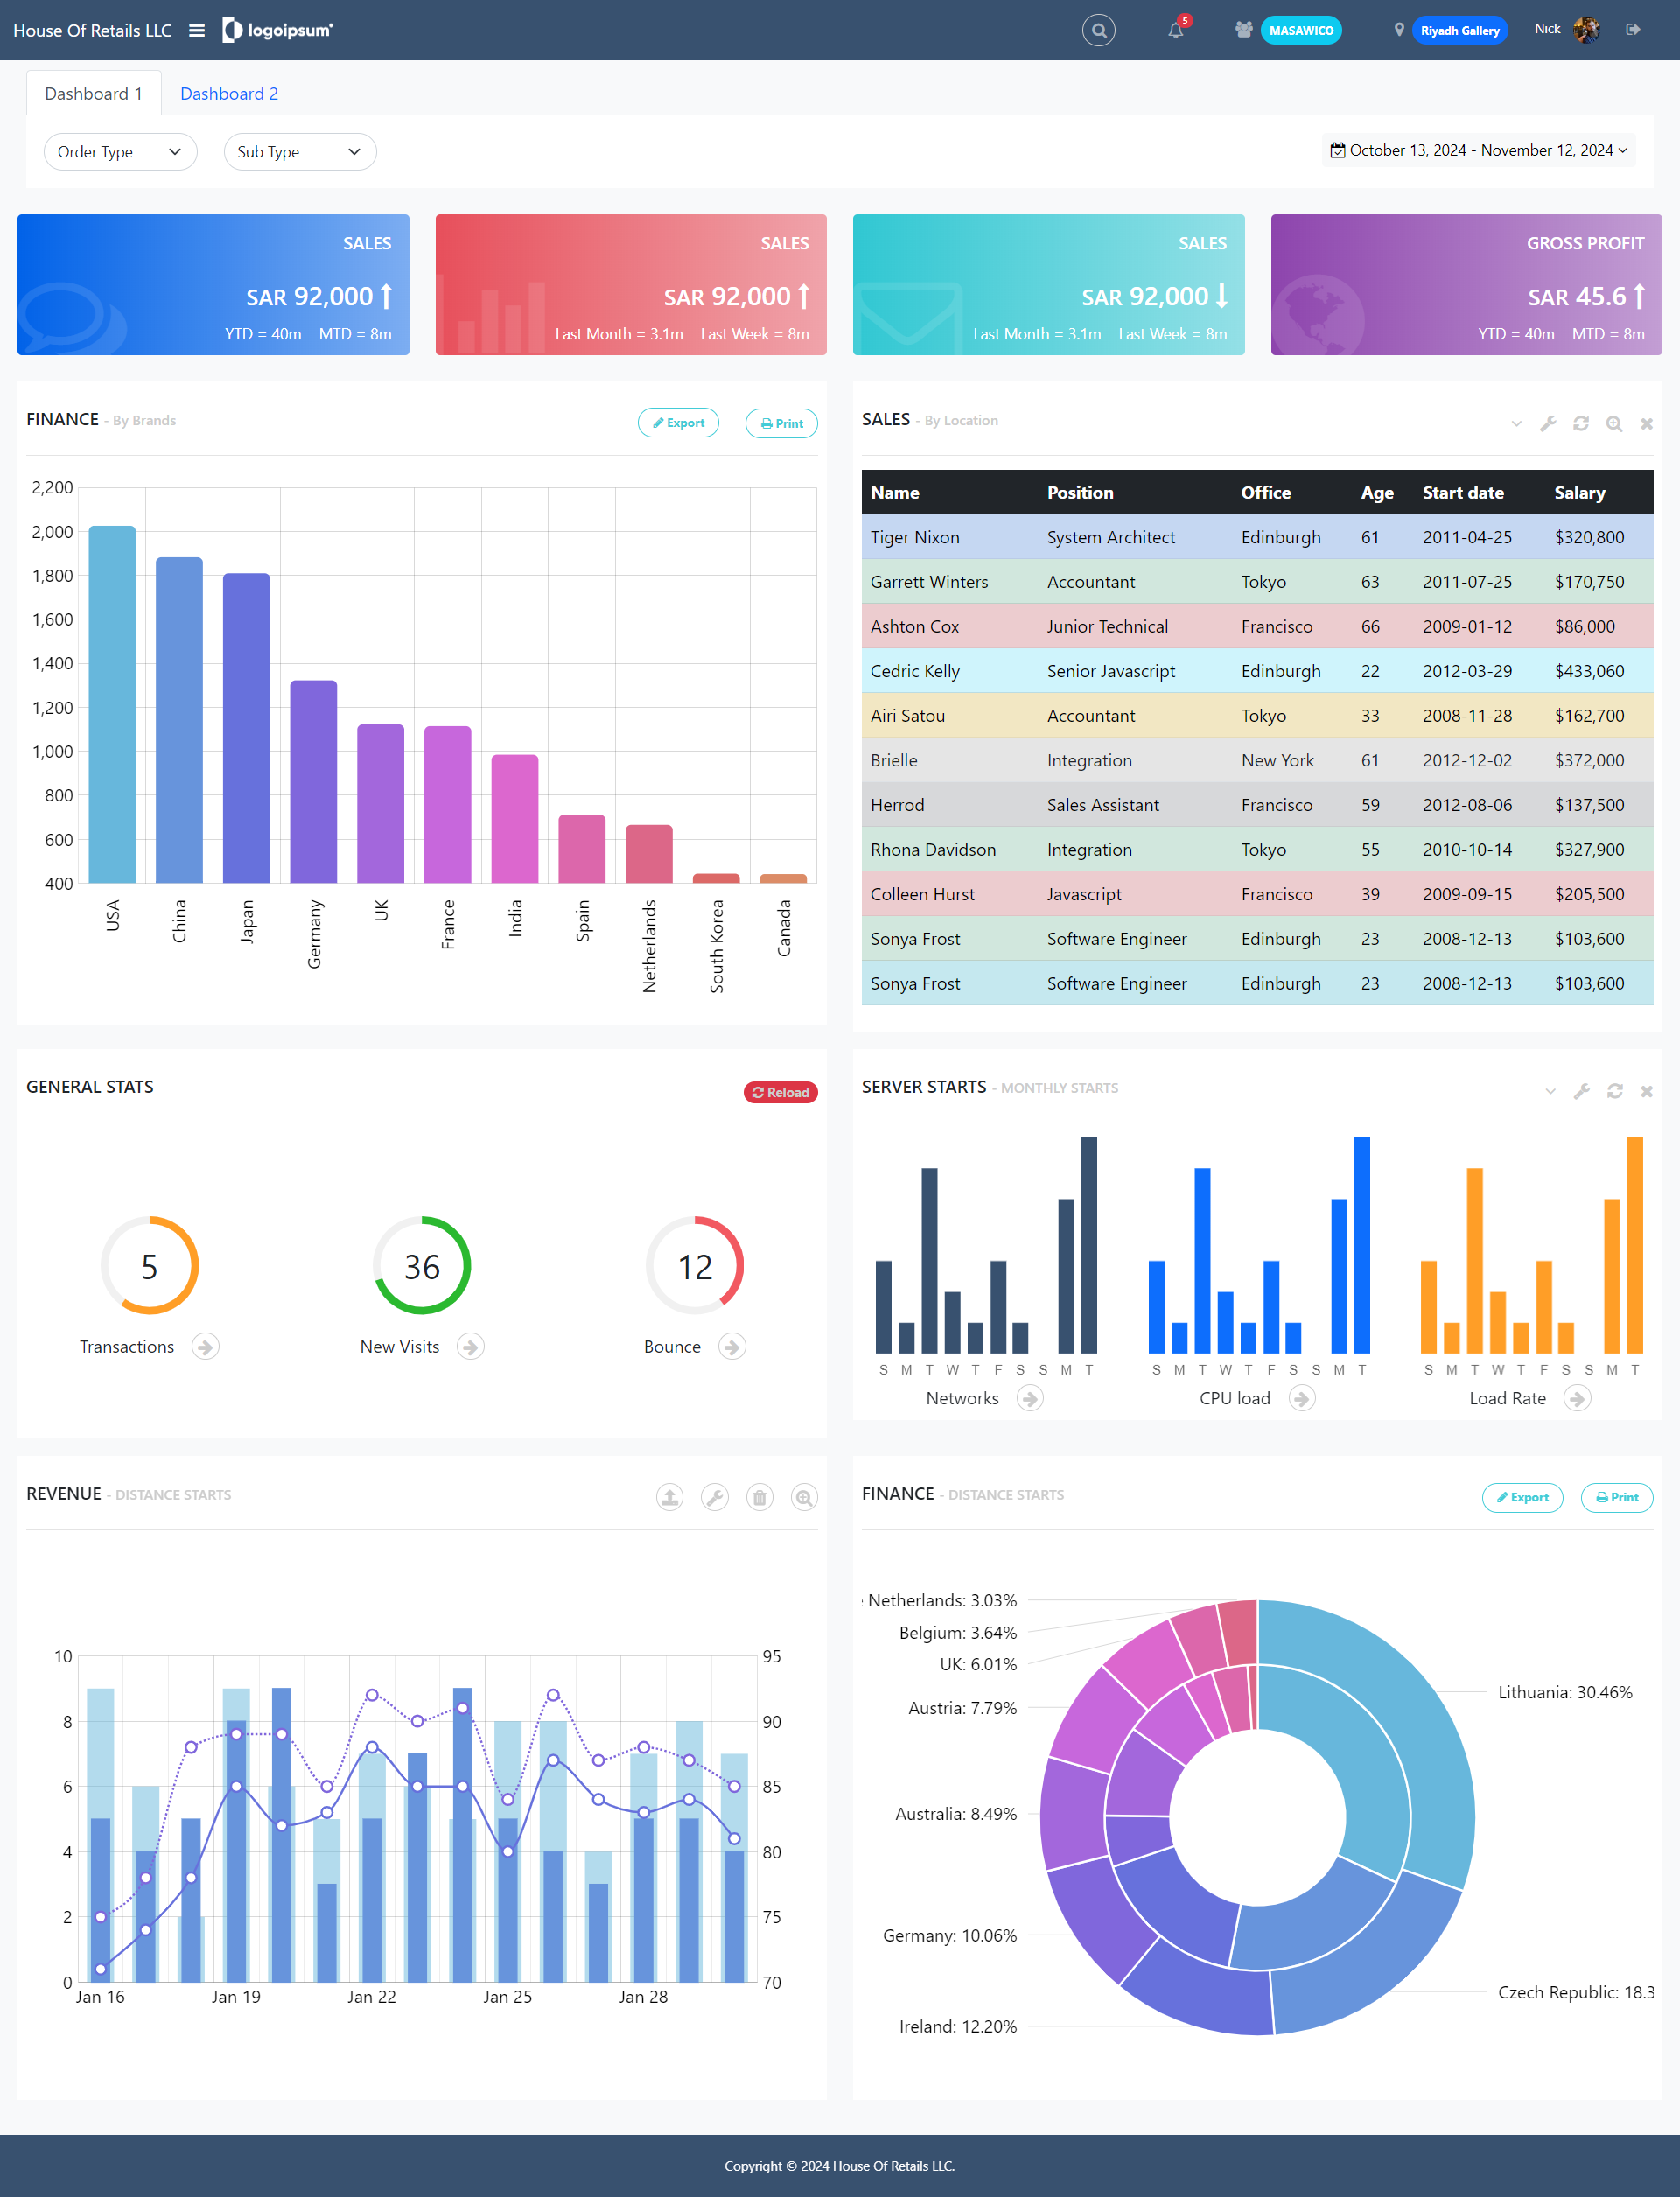 House Of Retails LLC logoipsum 5 MASAWICO Riyadh Gallery Nick
Dashboard 1 Dashboard 2
Order Type Sub Type October 13, 2024 - November 12, 2024
SALES
SAR 92,000
YTD = 40m MTD = 8m
SALES
SAR 92,000
Last Month = 3.1m Last Week = 8m
SALES
SAR 92,000
Last Month = 3.1m Last Week = 8m
GROSS PROFIT
SAR 45.6
YTD = 40m MTD = 8m
FINANCE - By Brands Export Print
2,200
2,000
1,800
1,600
1,400
1,200
1,000
800
600
400
USA China Japan Germany UK France India Spain Netherlands South Korea Canada
SALES - By Location
Name Position Office Age Start date Salary
Tiger Nixon System Architect Edinburgh 61 2011-04-25 $320,800
Garrett Winters Accountant Tokyo 63 2011-07-25 $170,750
Ashton Cox Junior Technical Francisco 66 2009-01-12 $86,000
Cedric Kelly Senior Javascript Edinburgh 22 2012-03-29 $433,060
Airi Satou Accountant Tokyo 33 2008-11-28 $162,700
Brielle Integration New York 61 2012-12-02 $372,000
Herrod Sales Assistant Francisco 59 2012-08-06 $137,500
Rhona Davidson Integration Tokyo 55 2010-10-14 $327,900
Colleen Hurst Javascript Francisco 39 2009-09-15 $205,500
Sonya Frost Software Engineer Edinburgh 23 2008-12-13 $103,600
Sonya Frost Software Engineer Edinburgh 23 2008-12-13 $103,600
GENERAL STATS Reload
5 36 12
Transactions New Visits Bounce
SERVER STARTS - MONTHLY STARTS
S M T W T F S S M T S M T W T F S S M T S M T W T F S S M T
Networks CPU load Load Rate
REVENUE - DISTANCE STARTS
10 95
8 90
6 85
4 80
2 75
0 70
Jan 16 Jan 19 Jan 22 Jan 25 Jan 28
FINANCE - DISTANCE STARTS Export Print
Netherlands: 3.03%
Belgium: 3.64%
UK: 6.01%
Lithuania: 30.46%
Austria: 7.79%
Australia: 8.49%
Germany: 10.06%
Czech Republic: 18.3
Ireland: 12.20%
Copyright © 2024 House Of Retails LLC.